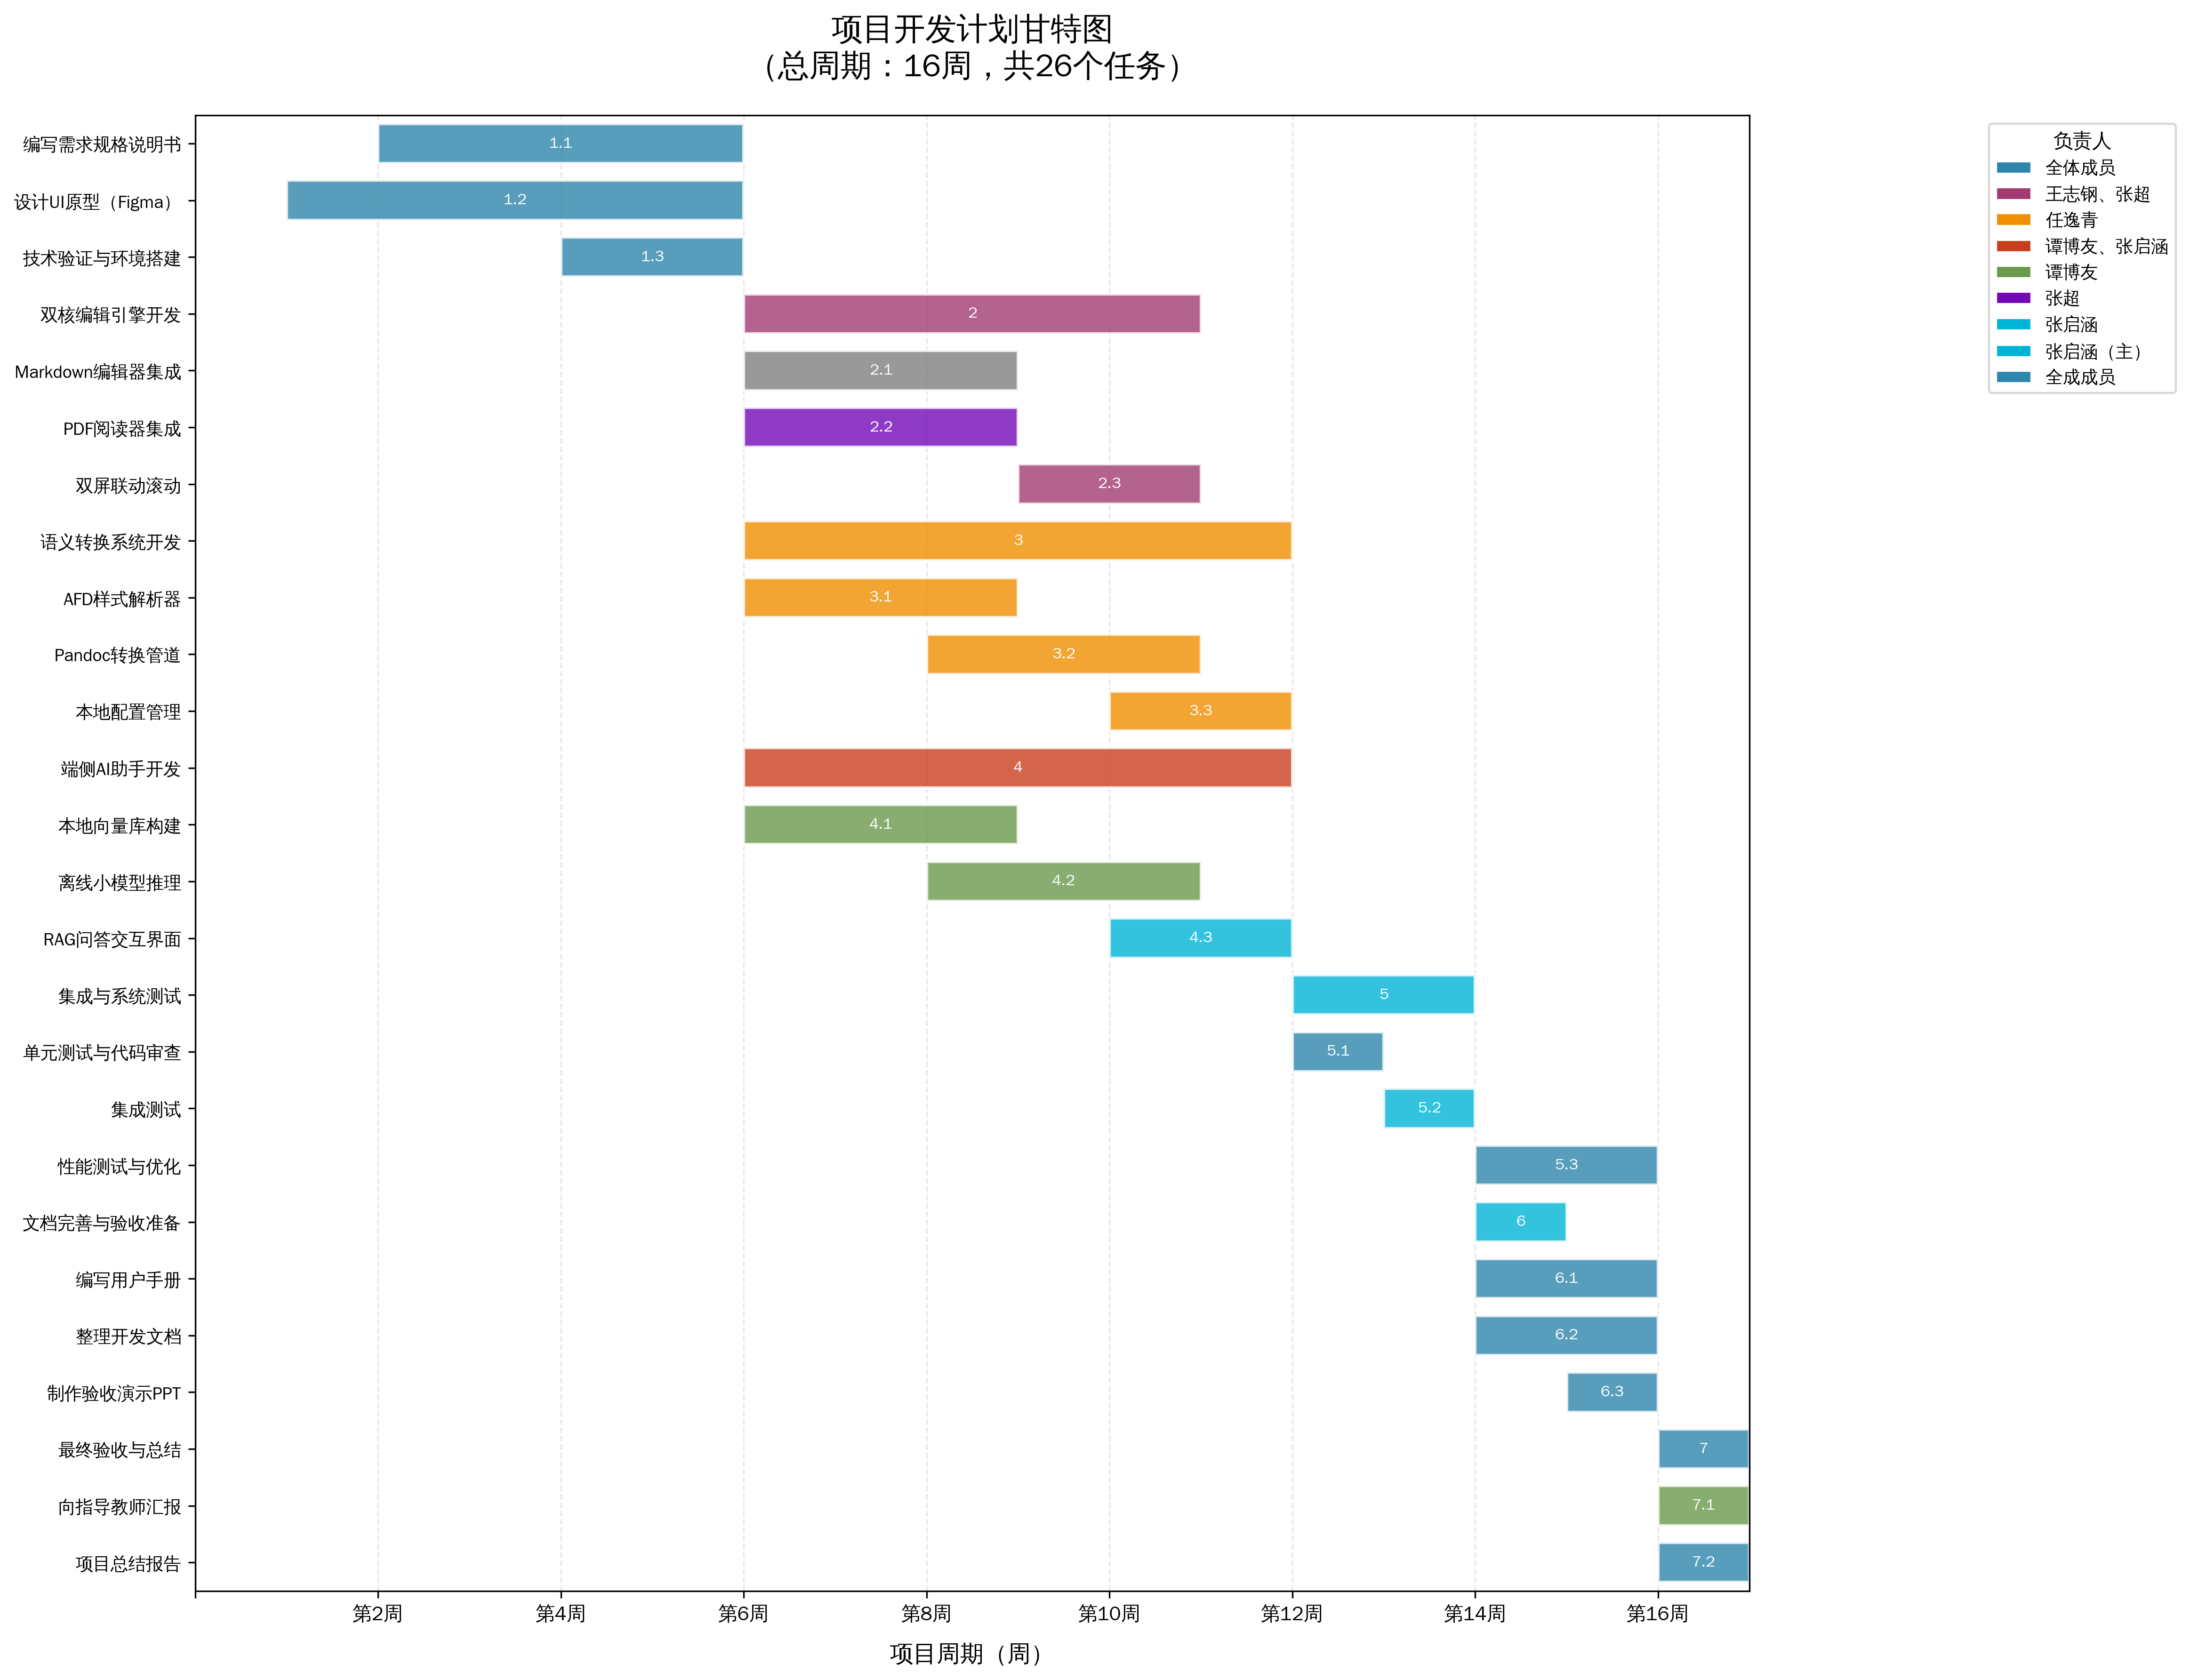 项目开发计划甘特图
（总周期：16周，共26个任务）
编写需求规格说明书
1.1
设计UI原型（Figma）
1.2
技术验证与环境搭建
1.3
双核编辑引擎开发
2
Markdown编辑器集成
2.1
PDF阅读器集成
2.2
双屏联动滚动
2.3
语义转换系统开发
3
AFD样式解析器
3.1
Pandoc转换管道
3.2
本地配置管理
3.3
端侧AI助手开发
4
本地向量库构建
4.1
离线小模型推理
4.2
RAG问答交互界面
4.3
集成与系统测试
5
单元测试与代码审查
5.1
集成测试
5.2
性能测试与优化
5.3
文档完善与验收准备
6
编写用户手册
6.1
整理开发文档
6.2
制作验收演示PPT
6.3
最终验收与总结
7
向指导教师汇报
7.1
项目总结报告
7.2
第2周
第4周
第6周
第8周
第10周
第12周
第14周
第16周
项目周期（周）
负责人
全体成员
王志钢、张超
任逸青
谭博友、张启涵
谭博友
张超
张启涵
张启涵（主）
全成成员